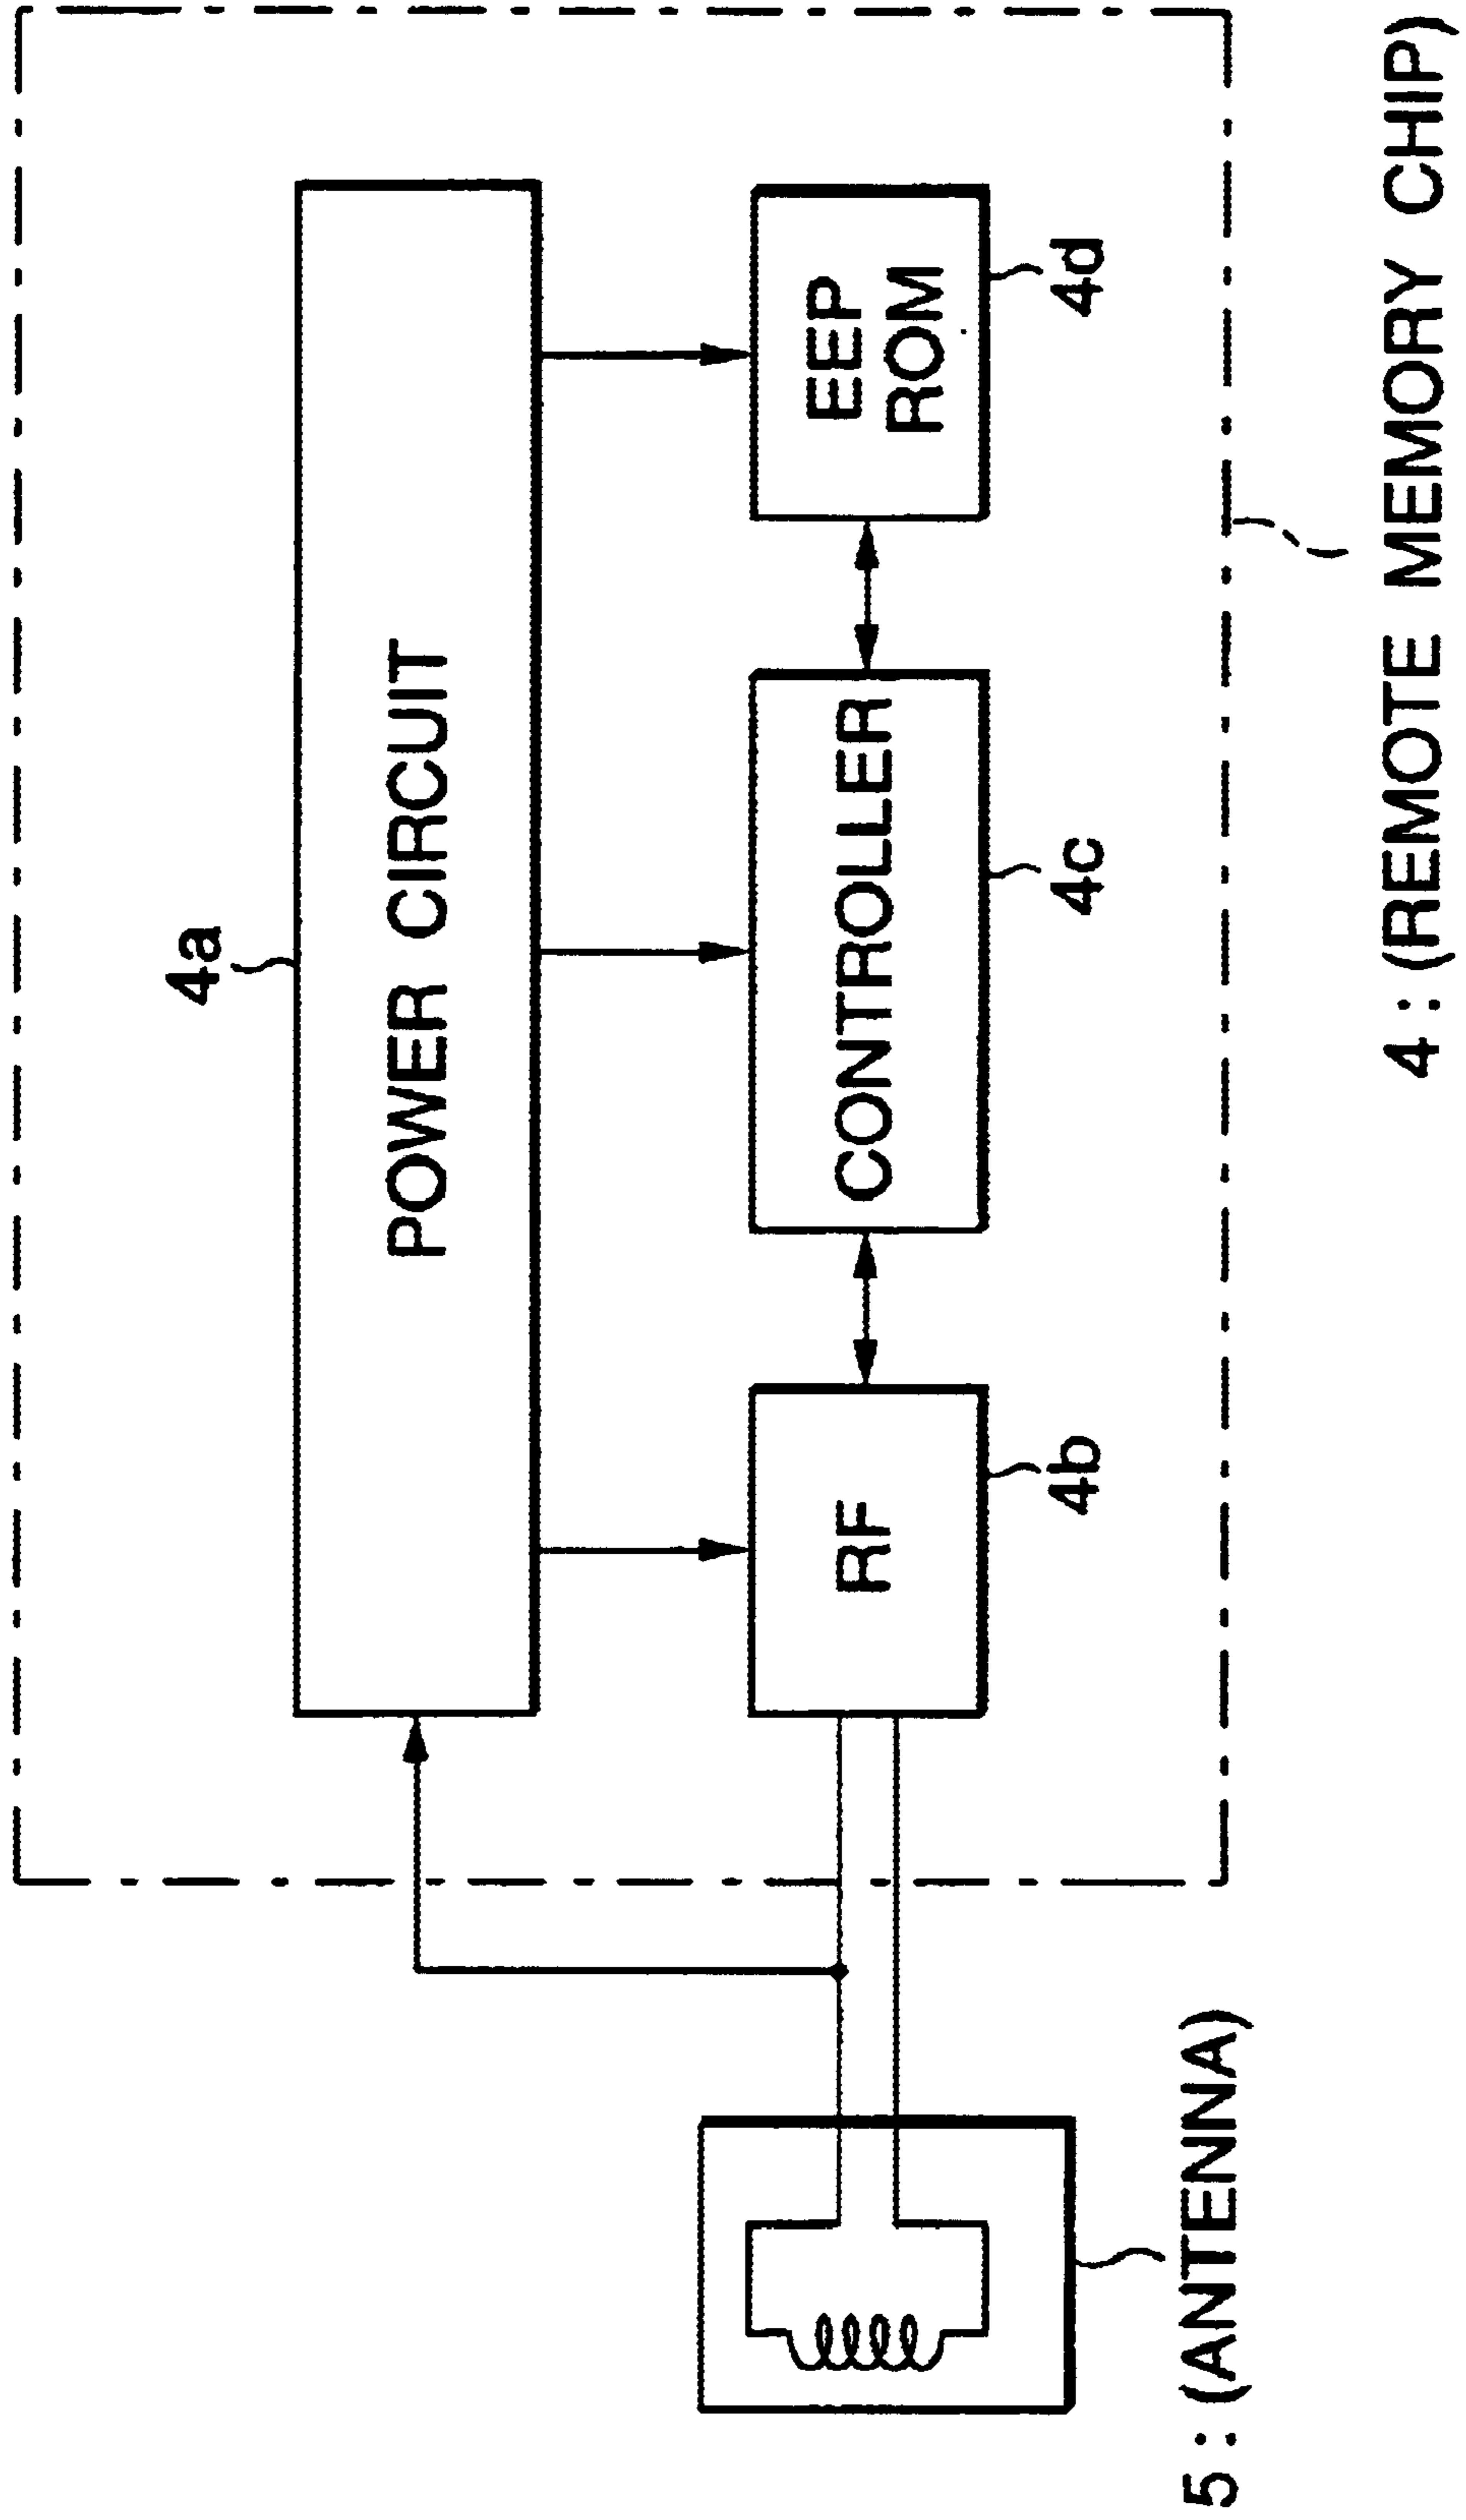 4a
POWER CIRCUIT
RF
CONTROLLER
EEP
ROM
4b
4c
4d
5: (ANTENNA)
4: (REMOTE MEMORY CHIP)